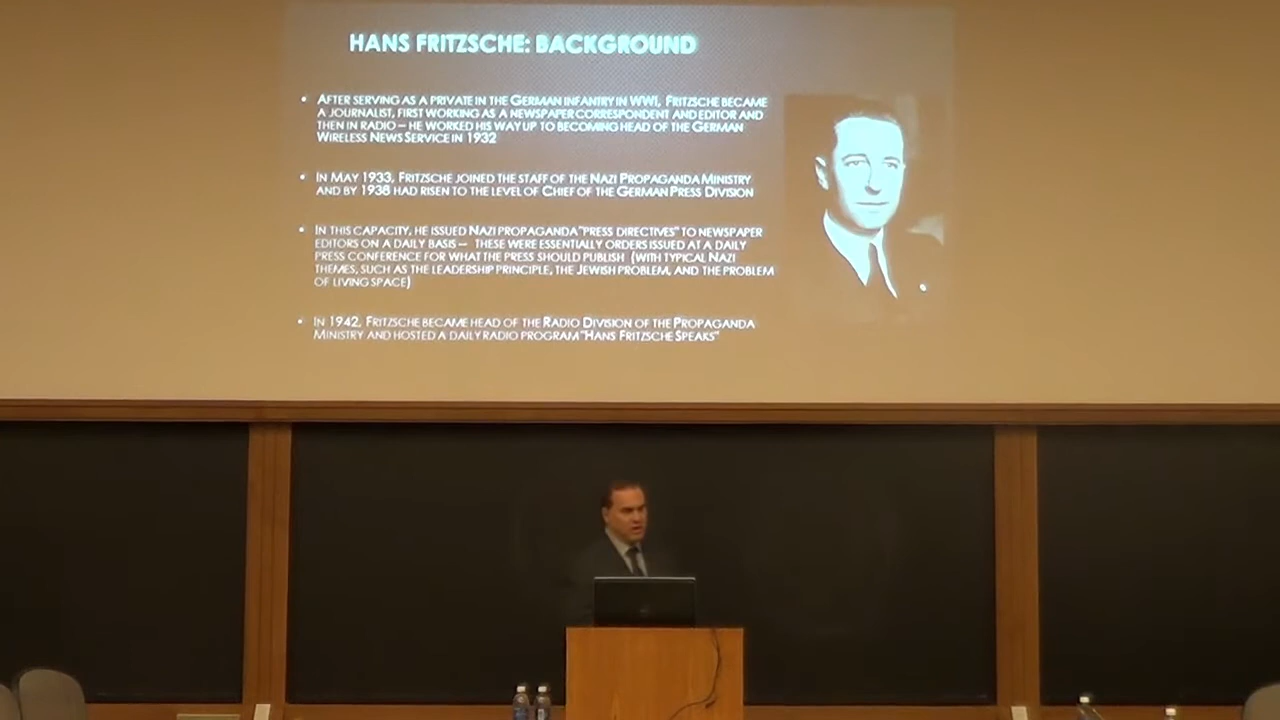 HANS FRITZSCHE: BACKGROUND
• AFTER SERVING AS A PRIVATE IN THE GERMAN INFANTRY IN WWI, FRITZSCHE BECAME
A JOURNALIST, FIRST WORKING AS A NEWSPAPER CORRESPONDENT AND EDITOR AND
THEN IN RADIO – HE WORKED HIS WAY UP TO BECOMING HEAD OF THE GERMAN
WIRELESS NEWS SERVICE IN 1932
• IN MAY 1933, FRITZSCHE JOINED THE STAFF OF THE NAZI PROPAGANDA MINISTRY
AND BY 1938 HAD RISEN TO THE LEVEL OF CHIEF OF THE GERMAN PRESS DIVISION
• IN THIS CAPACITY, HE ISSUED NAZI PROPAGANDA "PRESS DIRECTIVES" TO NEWSPAPER
EDITORS ON A DAILY BASIS – THESE WERE ESSENTIALLY ORDERS ISSUED AT A DAILY
PRESS CONFERENCE FOR WHAT THE PRESS SHOULD PUBLISH (WITH TYPICAL NAZI
THEMES, SUCH AS THE LEADERSHIP PRINCIPLE, THE JEWISH PROBLEM, AND THE PROBLEM
OF LIVING SPACE)
• IN 1942, FRITZSCHE BECAME HEAD OF THE RADIO DIVISION OF THE PROPAGANDA
MINISTRY AND HOSTED A DAILY RADIO PROGRAM "HANS FRITZSCHE SPEAKS"